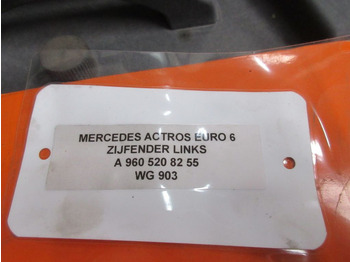 MERCEDES ACTROS EURO 6
ZIJFENDER LINKS
A 960 520 82 55
WG 903